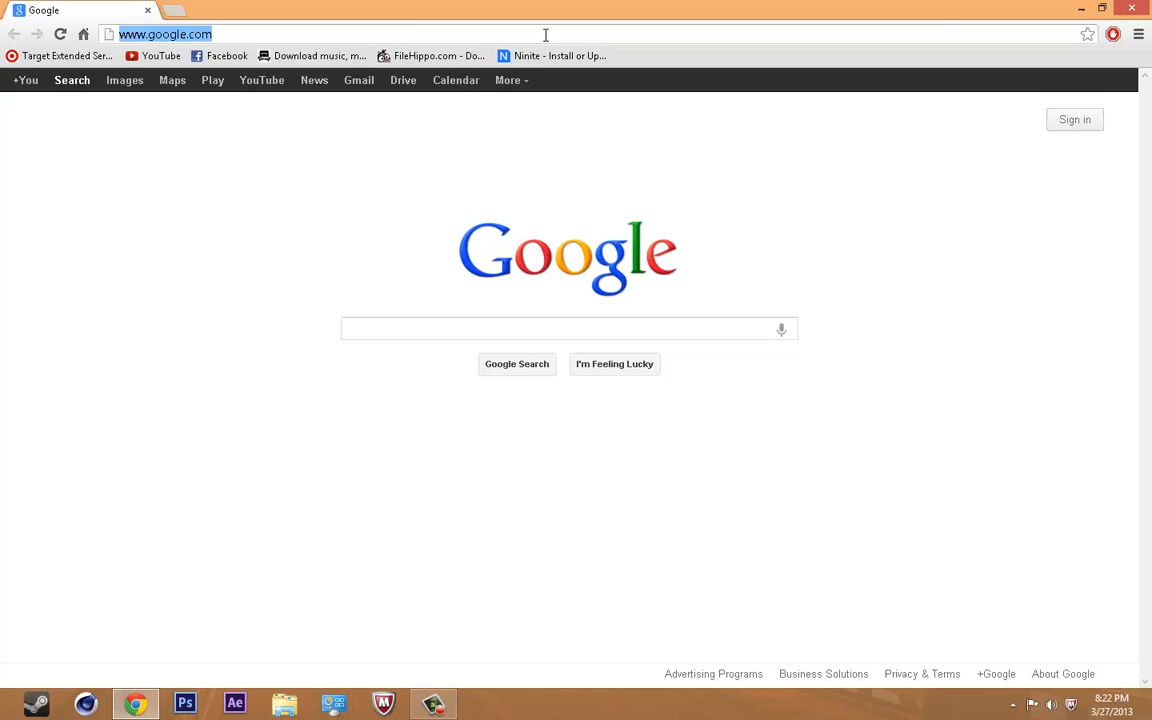 Google
www.google.com
Target Extended Ser... YouTube Facebook Download music, m... FileHippo.com - Do... Ninite - Install or Up...
+You Search Images Maps Play YouTube News Gmail Drive Calendar More
Sign in
Google
Google Search I'm Feeling Lucky
Advertising Programs Business Solutions Privacy & Terms +Google About Google
Ps Ae 8:22 PM
3/27/2013